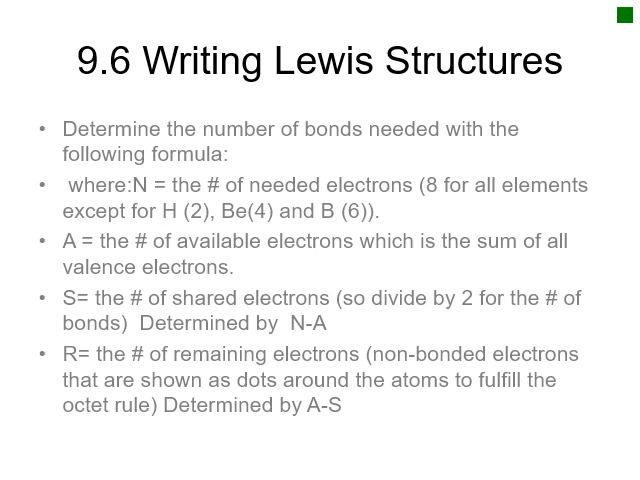 9.6 Writing Lewis Structures
• Determine the number of bonds needed with the
following formula:
• where:N = the # of needed electrons (8 for all elements
except for H (2), Be(4) and B (6)).
• A = the # of available electrons which is the sum of all
valence electrons.
• S= the # of shared electrons (so divide by 2 for the # of
bonds)  Determined by  N-A
• R= the # of remaining electrons (non-bonded electrons
that are shown as dots around the atoms to fulfill the
octet rule) Determined by A-S